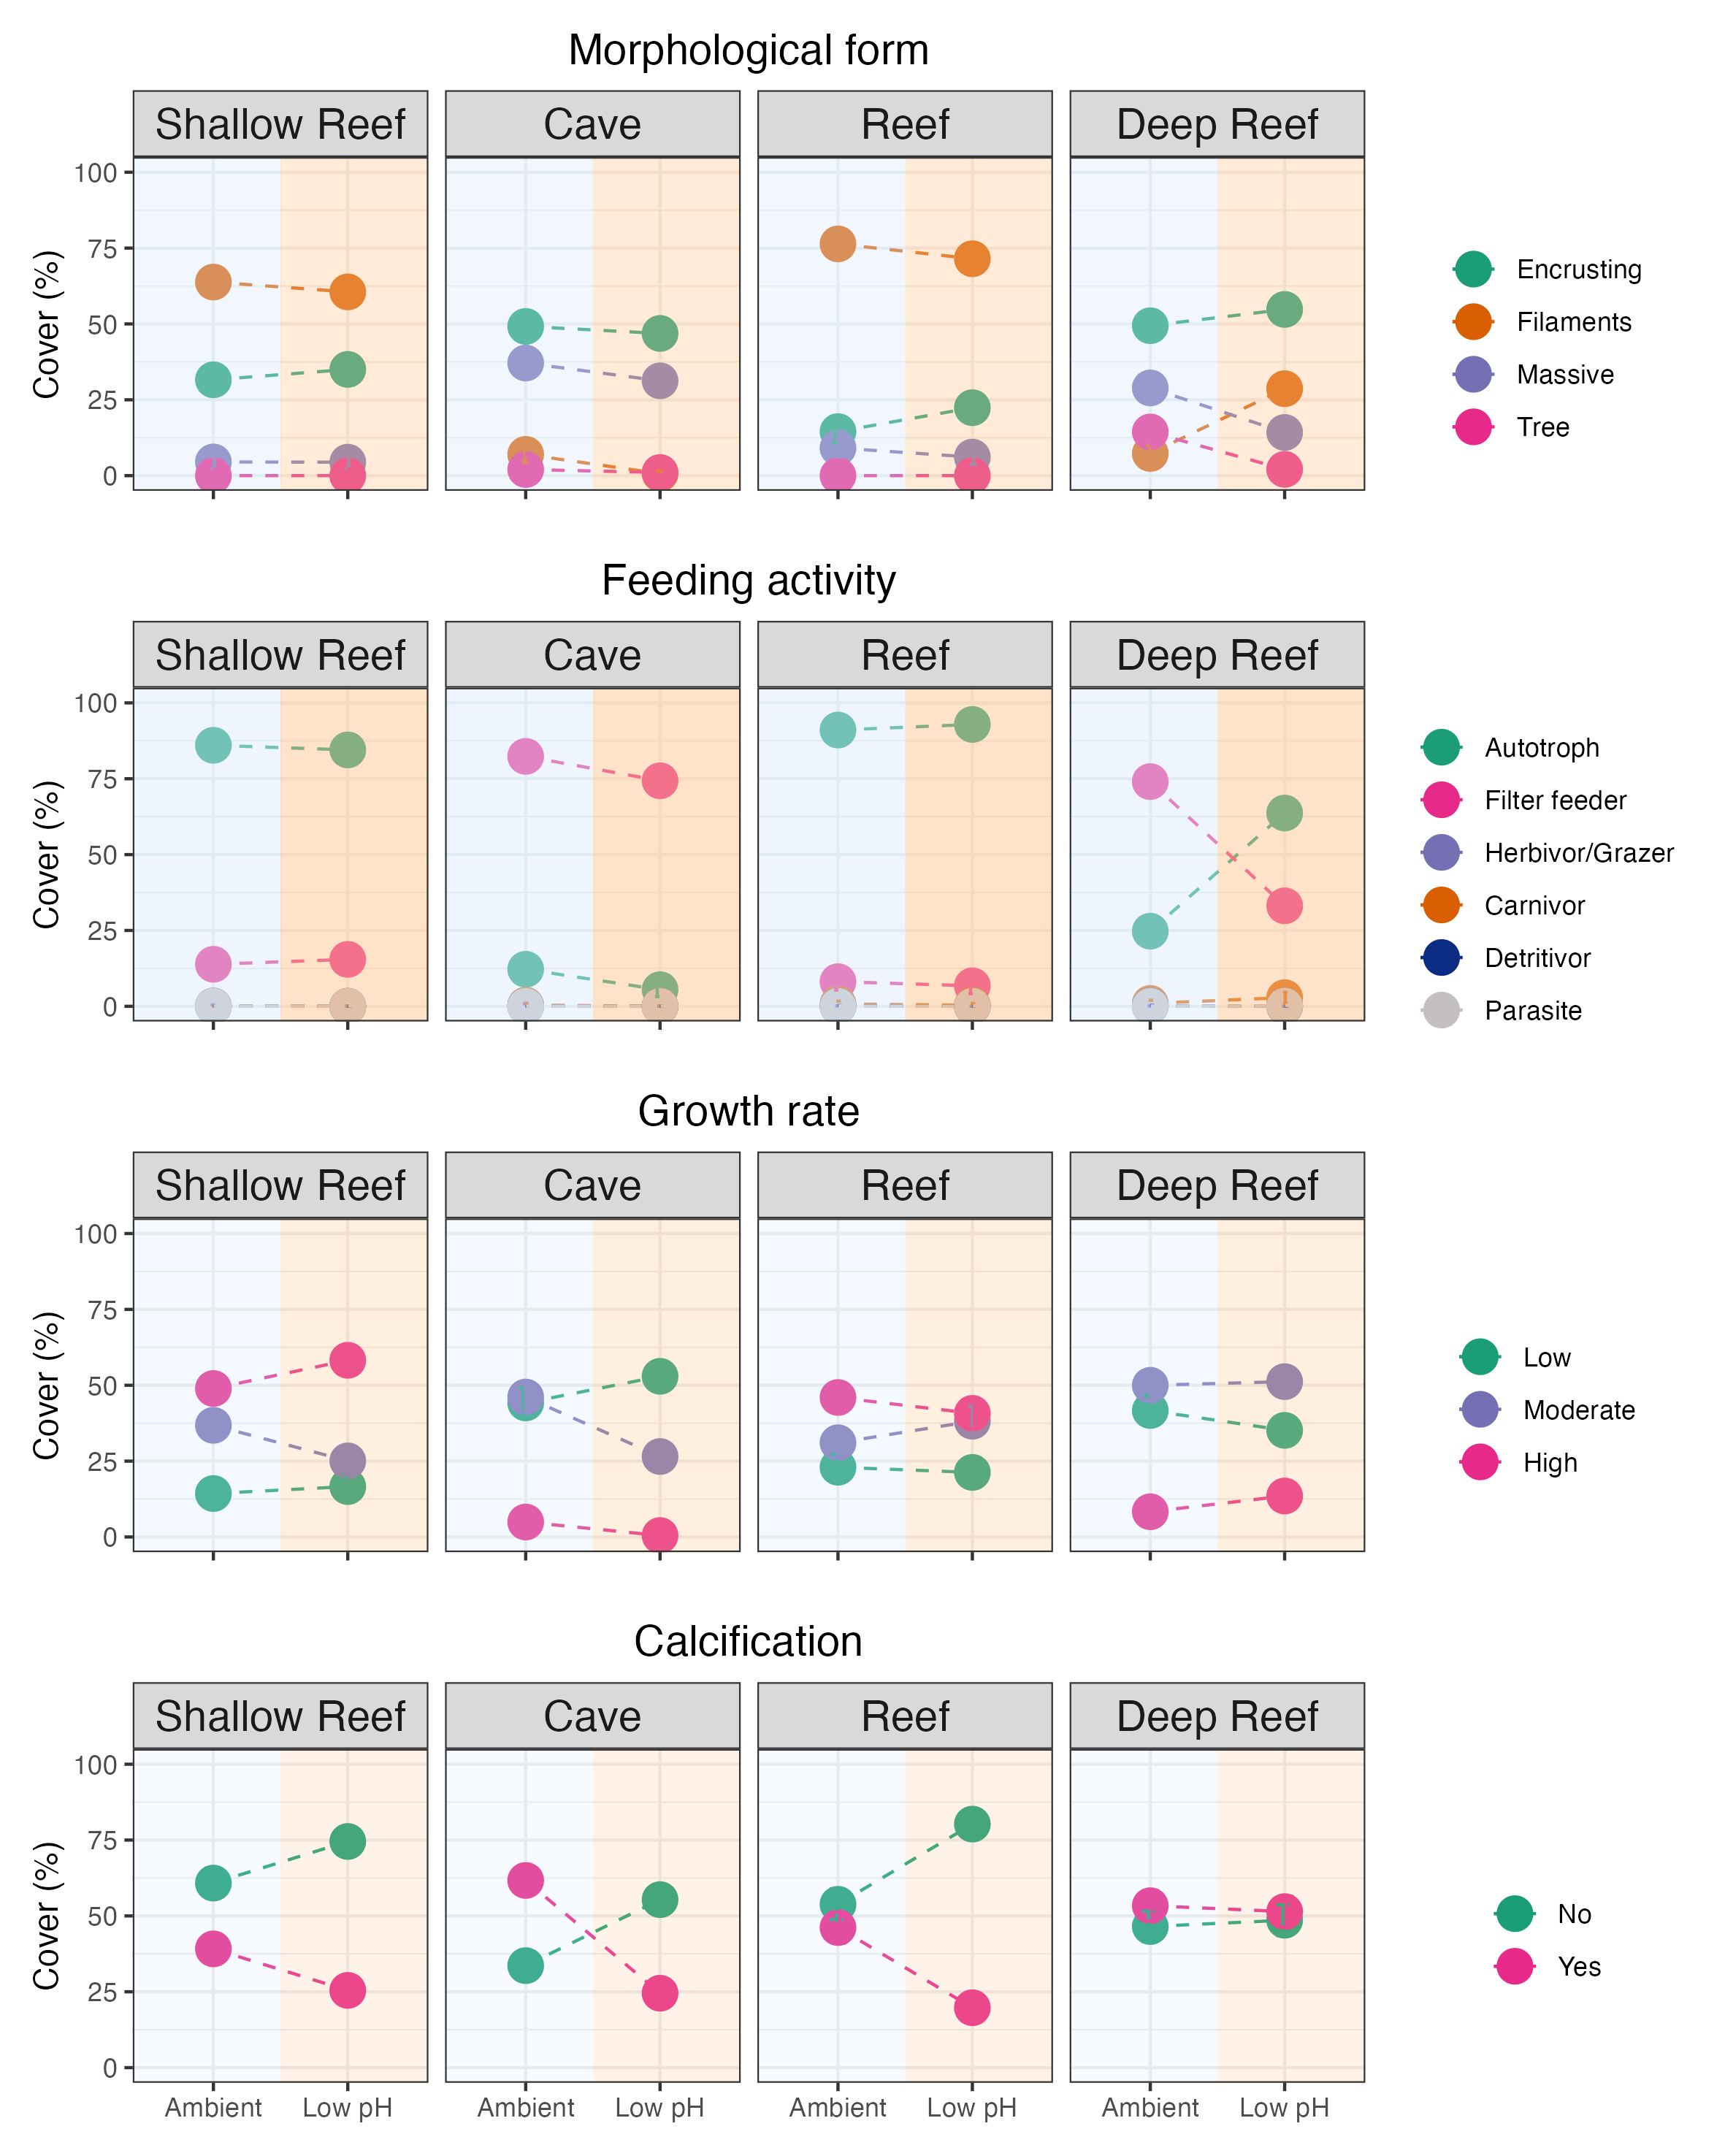 Morphological form
Shallow Reef Cave Reef Deep Reef
100
75
50
25
0
Cover (%)
Encrusting
Filaments
Massive
Tree
Feeding activity
Shallow Reef Cave Reef Deep Reef
100
75
50
25
0
Cover (%)
Autotroph
Filter feeder
Herbivor/Grazer
Carnivor
Detritivor
Parasite
Growth rate
Shallow Reef Cave Reef Deep Reef
100
75
50
25
0
Cover (%)
Low
Moderate
High
Calcification
Shallow Reef Cave Reef Deep Reef
100
75
50
25
0
Cover (%)
No
Yes
Ambient Low pH Ambient Low pH Ambient Low pH Ambient Low pH